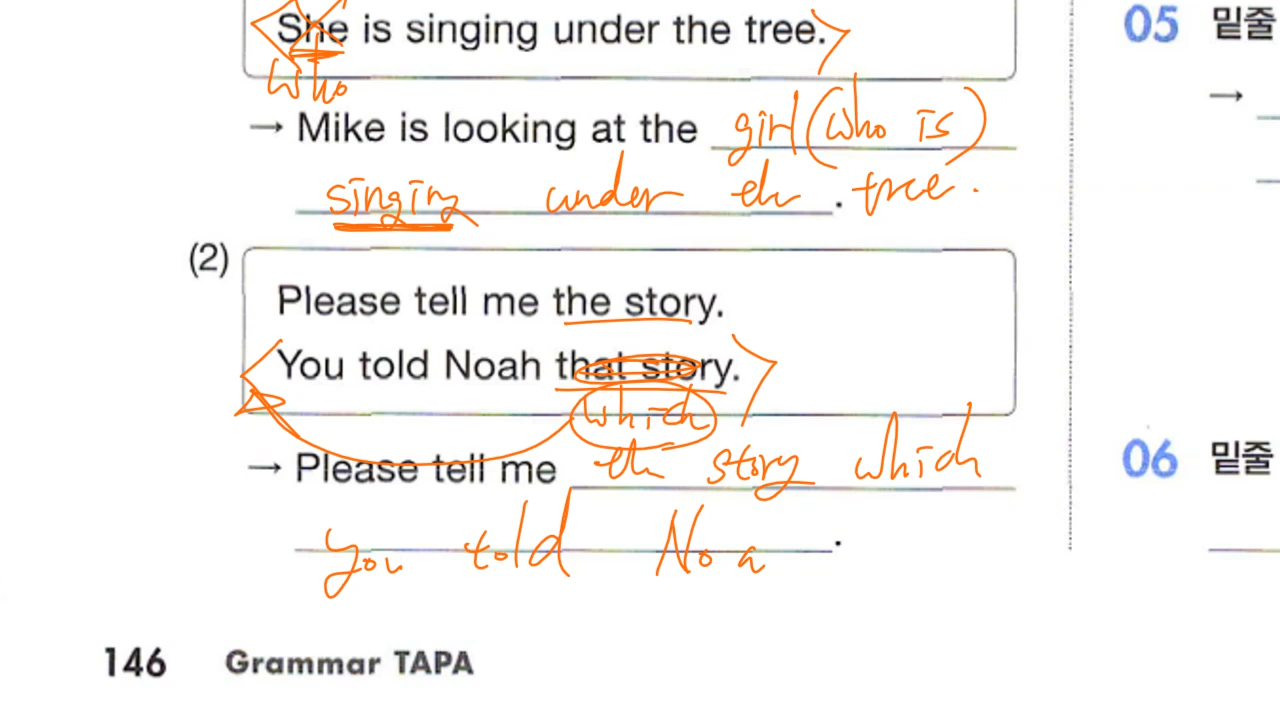 She is singing under the tree.
who
→ Mike is looking at the girl (who is)
singing under the . tree.
(2)
Please tell me the story.
You told Noah that story.
which
→ Please tell me the story which
you told Noa .
146 Grammar TAPA
05 밑줄
→
06 밑줄